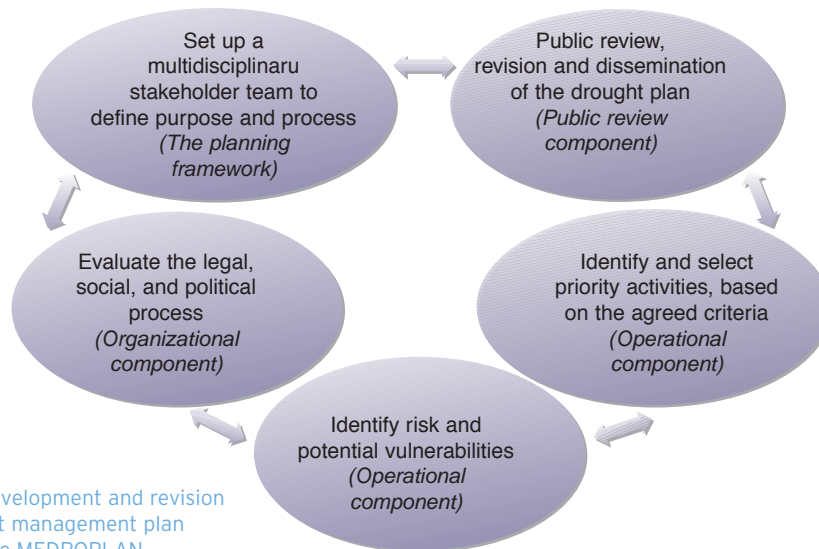 Set up a
multidisciplinaru
stakeholder team to
define purpose and process
(The planning
framework)
Public review,
revision and dissemination
of the drought plan
(Public review
component)
Evaluate the legal,
social, and political
process
(Organizational
component)
Identify and select
priority activities, based
on the agreed criteria
(Operational
component)
Identify risk and
potential vulnerabilities
(Operational
component)
velopment and revision
t management plan
e MEDROPLAN